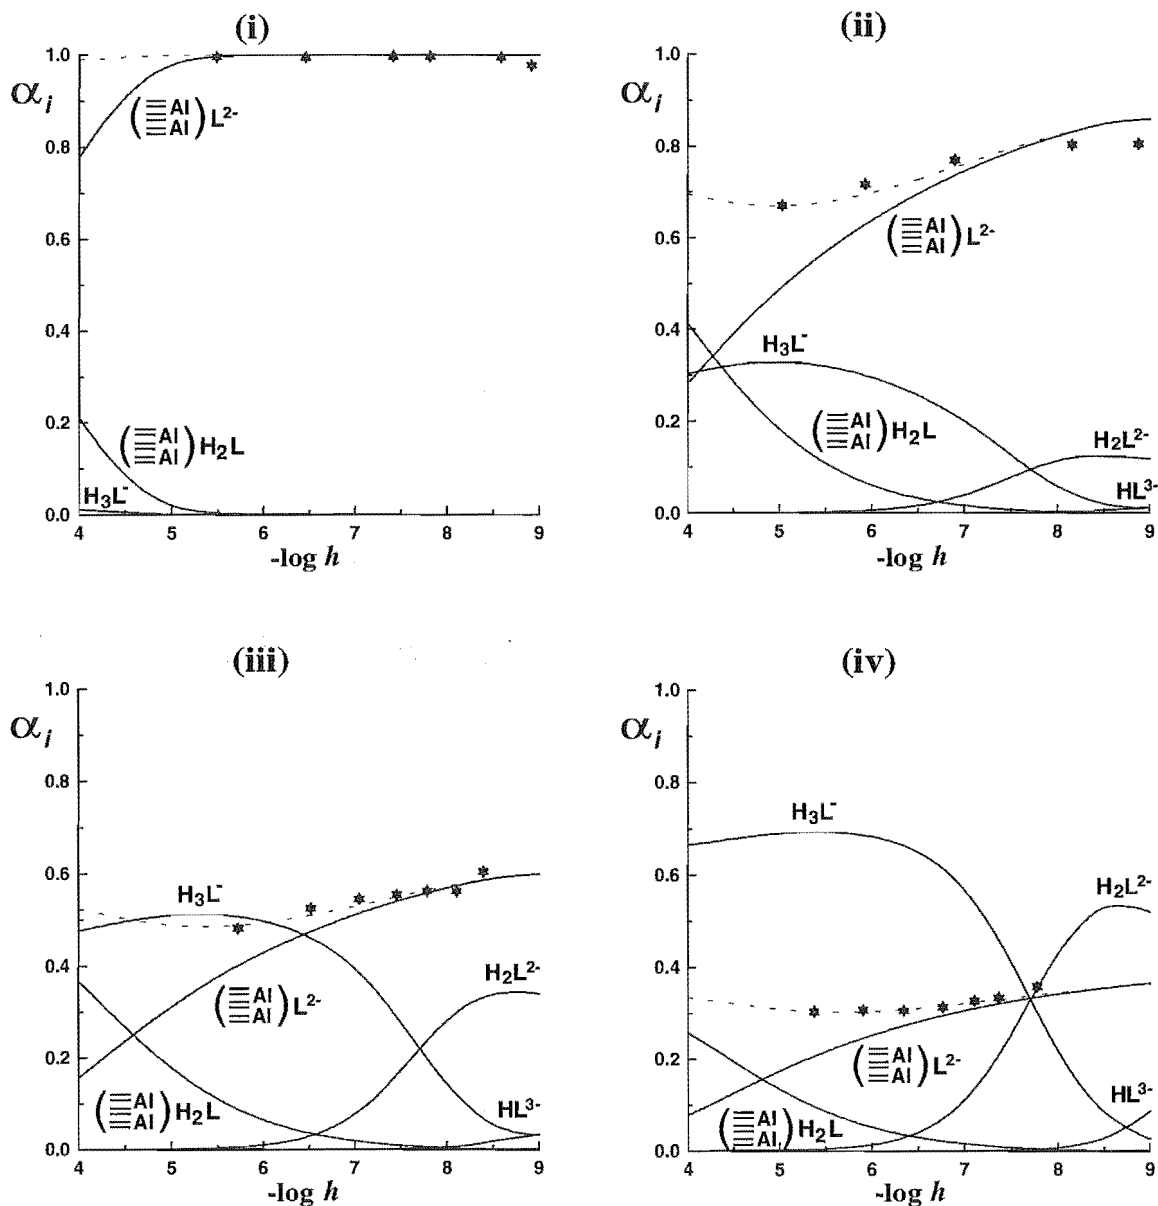 (i)
1.0
αi
(≡Al ≡Al) L2-
0.8
0.6
0.4
0.2
(≡Al ≡Al) H2L
H3L-
0.0
4 5 6 7 8 9
-log h
(ii)
1.0
αi
0.8
(≡Al ≡Al) L2-
0.6
0.4
H3L-
(≡Al ≡Al) H2L
H2L2-
0.2
HL3-
0.0
4 5 6 7 8 9
-log h
(iii)
1.0
αi
0.8
0.6
H3L-
H2L2-
(≡Al ≡Al) L2-
0.4
0.2
(≡Al ≡Al) H2L
HL3-
0.0
4 5 6 7 8 9
-log h
(iv)
1.0
αi
0.8
H3L-
0.6
H2L2-
0.4
(≡Al ≡Al) L2-
0.2
HL3-
(≡Al ≡Al) H2L
0.0
4 5 6 7 8 9
-log h